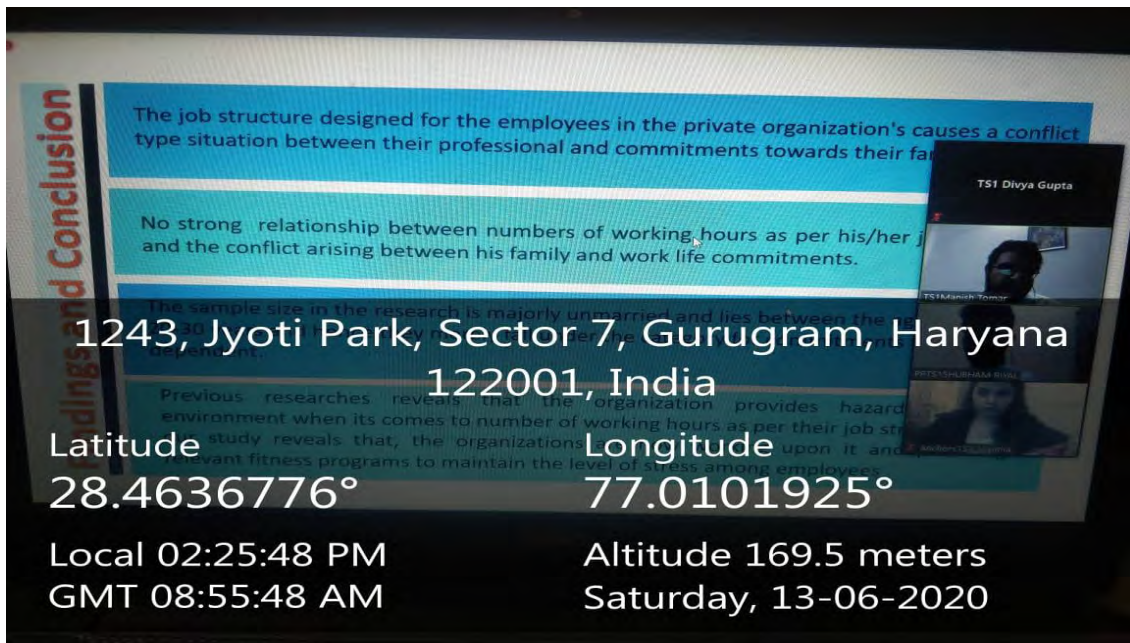 Findings and Conclusion
The job structure designed for the employees in the private organization's causes a conflict
type situation between their professional and commitments towards their
No strong relationship between numbers of working hours as per his/her
and the conflict arising between his family and work life commitments.
The sample size in the research is majorly unmarried and lies between the
dependent.
Previous researches reveals that the organization provides
environment when its comes to number of working hours as per their job
study reveals that, the organizations upon it and
relevant fitness programs to maintain the level of stress among employees.
TS1 Divya Gupta
TS1Manish Tomar
1243, Jyoti Park, Sector 7, Gurugram, Haryana
122001, India
Latitude
28.4636776°
Longitude
77.0101925°
Local 02:25:48 PM
GMT 08:55:48 AM
Altitude 169.5 meters
Saturday, 13-06-2020